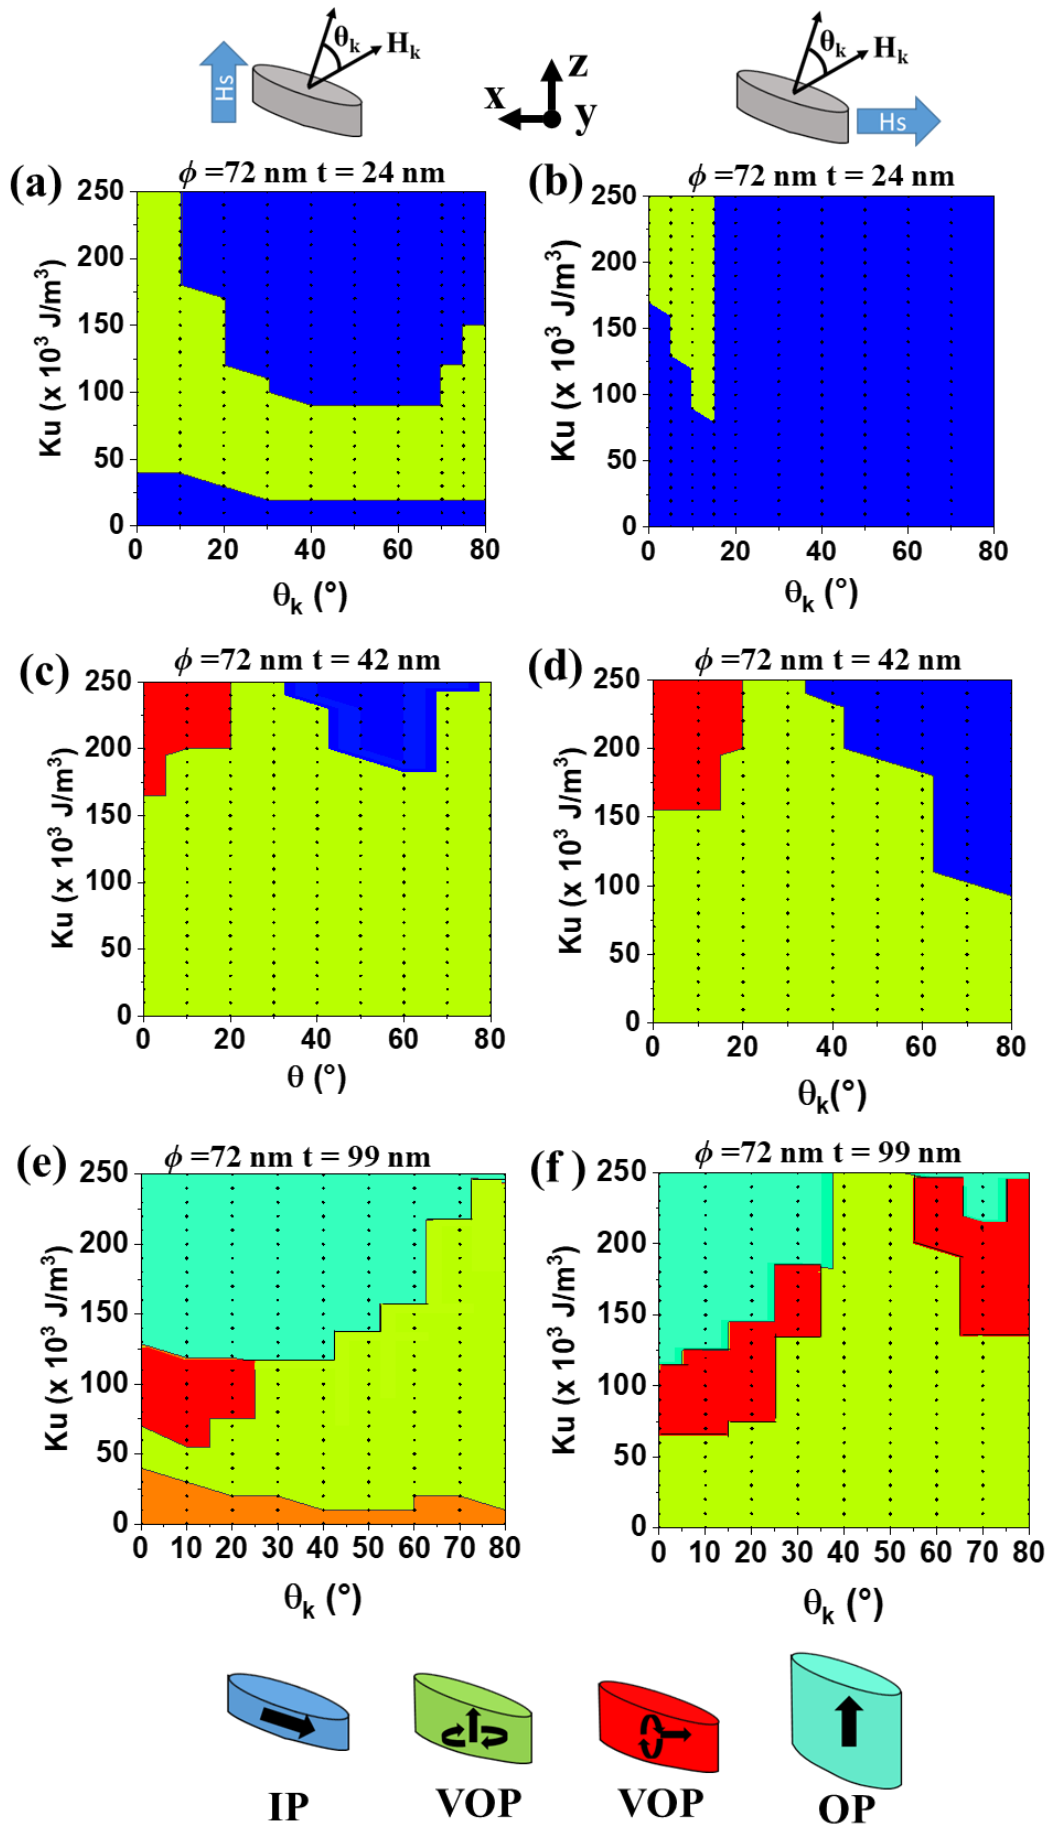 θk Hk
Hs
x z y
θk Hk
Hs
(a) ϕ =72 nm t = 24 nm
Ku (x 10³ J/m³)
250
200
150
100
50
0
0 20 40 60 80
θk (°)
(b) ϕ =72 nm t = 24 nm
Ku (x 10³ J/m³)
250
200
150
100
50
0
0 20 40 60 80
θk (°)
(c) ϕ =72 nm t = 42 nm
Ku (x 10³ J/m³)
250
200
150
100
50
0
0 20 40 60 80
θ (°)
(d) ϕ =72 nm t = 42 nm
Ku (x 10³ J/m³)
250
200
150
100
50
0
0 20 40 60 80
θk(°)
(e) ϕ =72 nm t = 99 nm
Ku (x 10³ J/m³)
250
200
150
100
50
0
0 10 20 30 40 50 60 70 80
θk (°)
(f ) ϕ =72 nm t = 99 nm
Ku (x 10³ J/m³)
250
200
150
100
50
0
0 10 20 30 40 50 60 70 80
θk (°)
IP VOP VOP OP